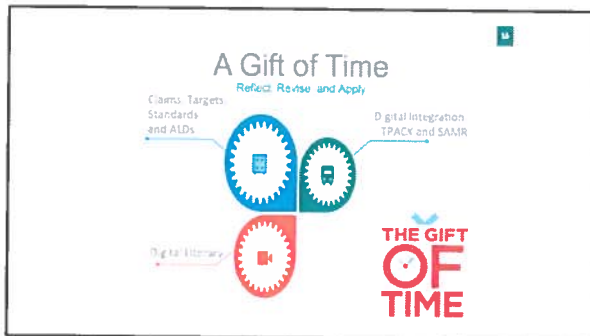 A Gift of Time
Reflect, Revise, and Apply
Claims, Targets,
Standards
and ALDs
Digital Integration
TPACK and SAMR
Digital Literacy
THE GIFT
OF
TIME